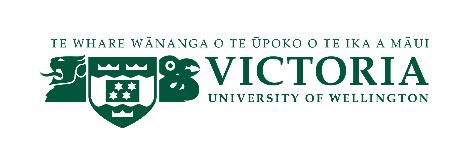 TE WHARE WĀNANGA O TE ŪPOKO O TE IKA A MĀUI
VICTORIA
UNIVERSITY OF WELLINGTON